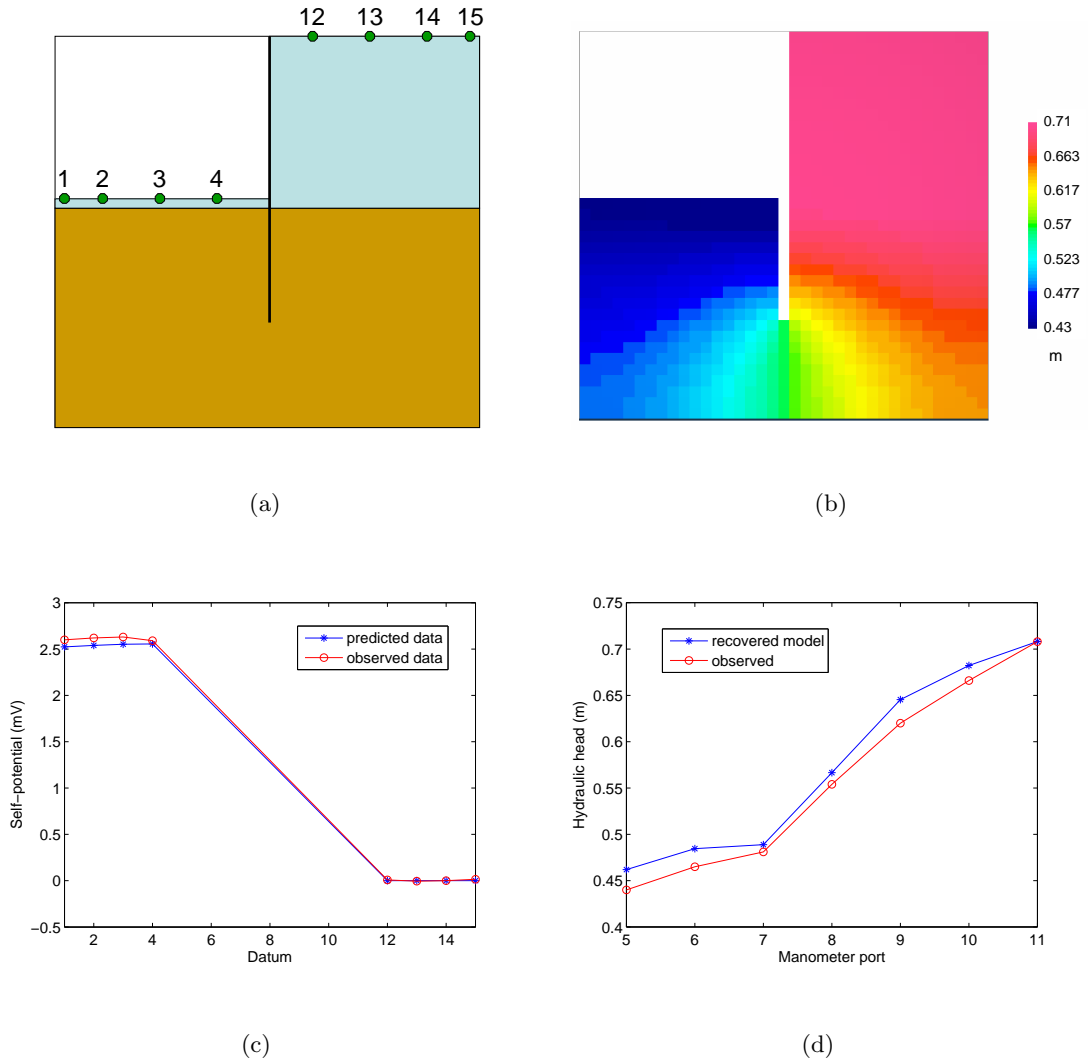 12 13 14 15
1 2 3 4
(a)
0.71
0.663
0.617
0.57
0.523
0.477
0.43
m
(b)
3
2.5
2
1.5
1
0.5
0
−0.5
2 4 6 8 10 12 14
Self−potential (mV)
Datum
predicted data
observed data
(c)
0.75
0.7
0.65
0.6
0.55
0.5
0.45
0.4
5 6 7 8 9 10 11
Hydraulic head (m)
Manometer port
recovered model
observed
(d)